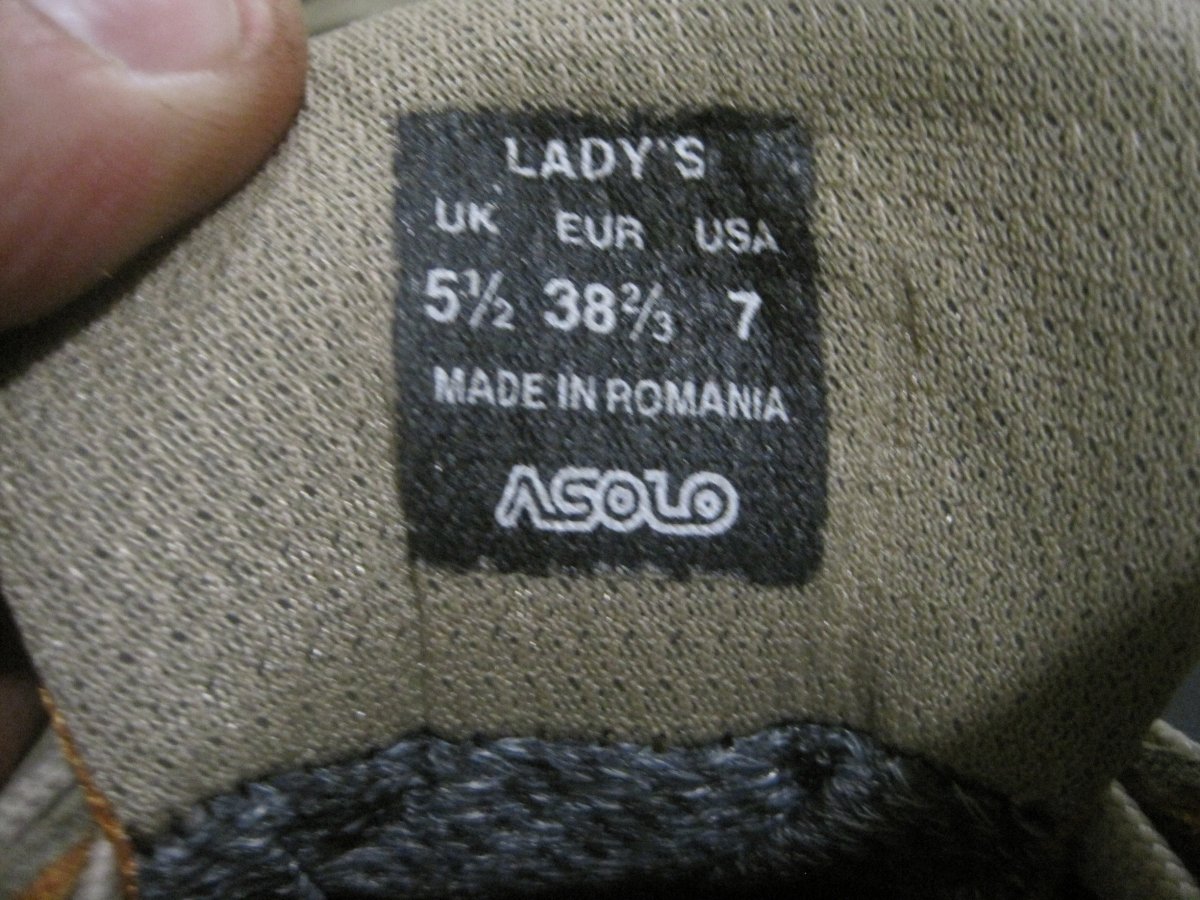 LADY'S
UK EUR USA
5½ 38⅔ 7
MADE IN ROMANIA
ASOLO